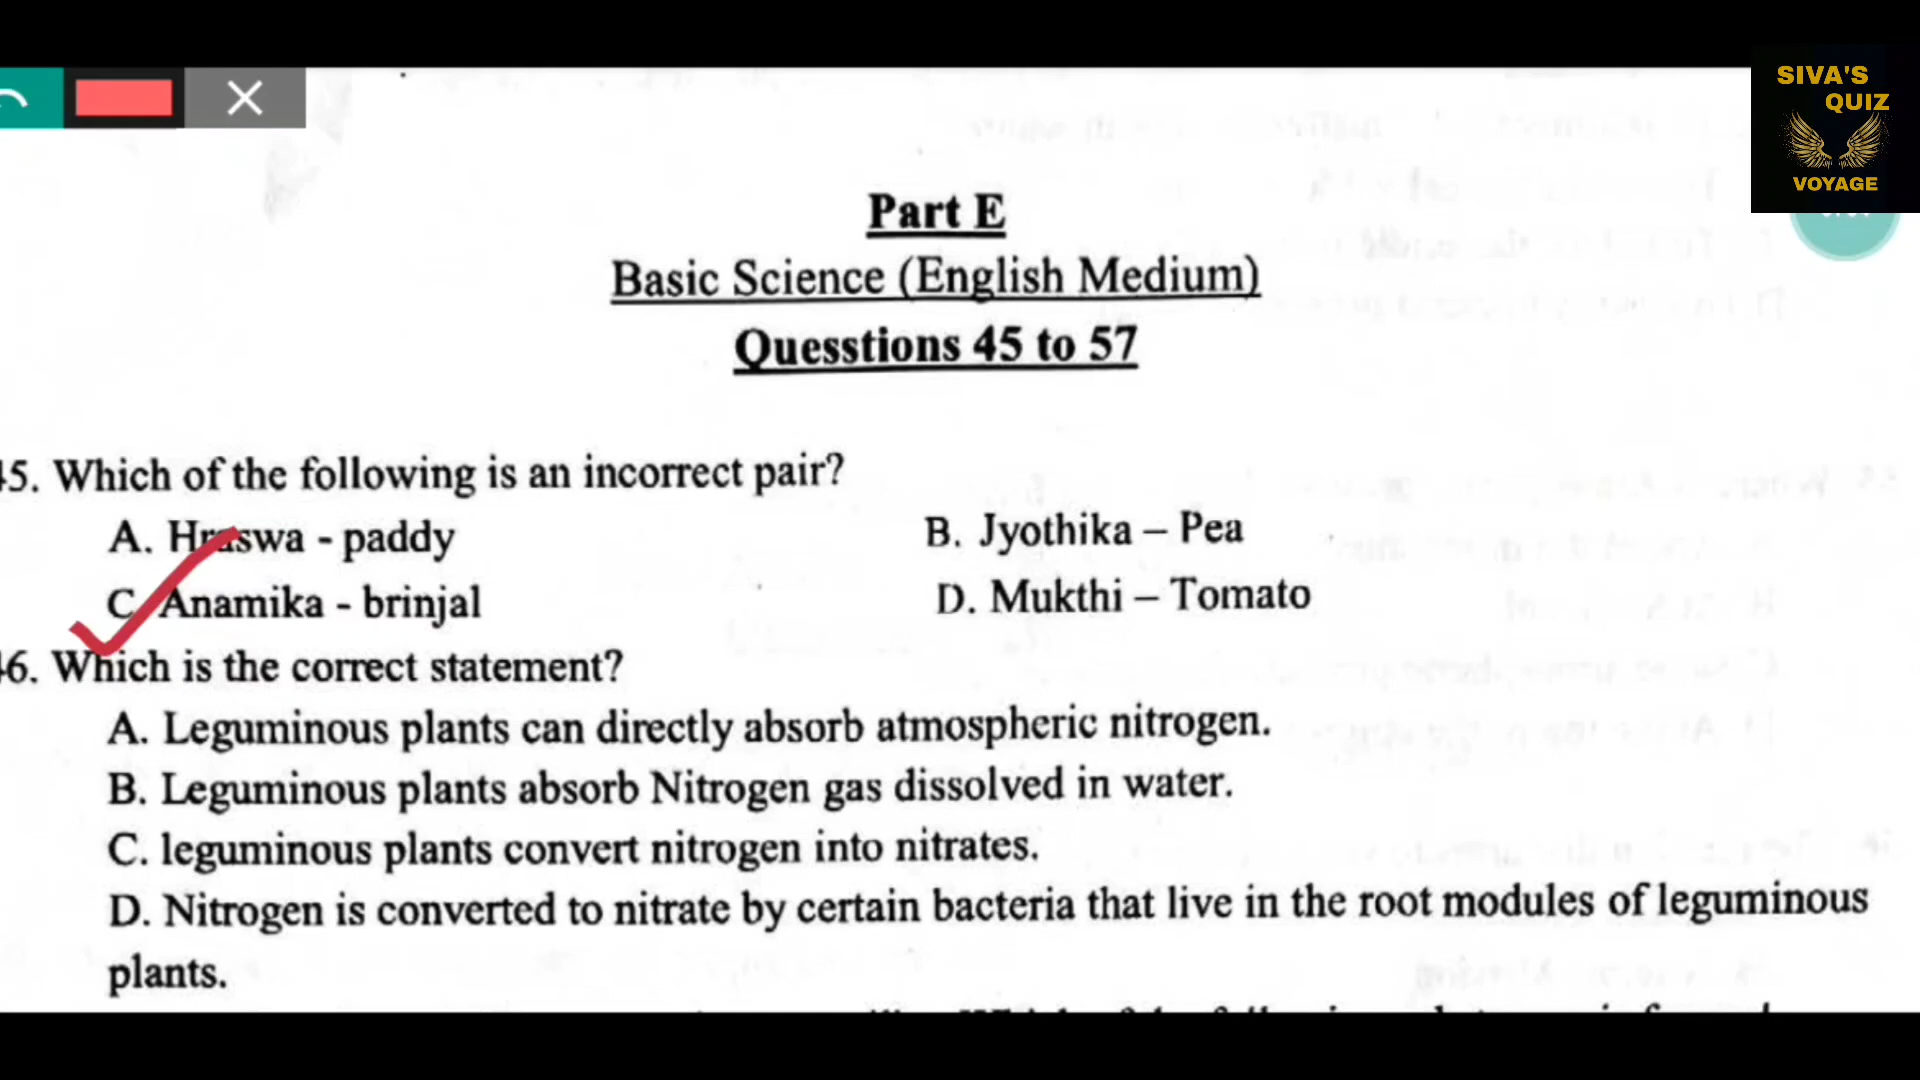 SIVA'S
QUIZ
VOYAGE
Part E
Basic Science (English Medium)
Quesstions 45 to 57
45. Which of the following is an incorrect pair?
A. Hraswa - paddy
B. Jyothika – Pea
C. Anamika - brinjal
D. Mukthi – Tomato
46. Which is the correct statement?
A. Leguminous plants can directly absorb atmospheric nitrogen.
B. Leguminous plants absorb Nitrogen gas dissolved in water.
C. leguminous plants convert nitrogen into nitrates.
D. Nitrogen is converted to nitrate by certain bacteria that live in the root modules of leguminous
plants.